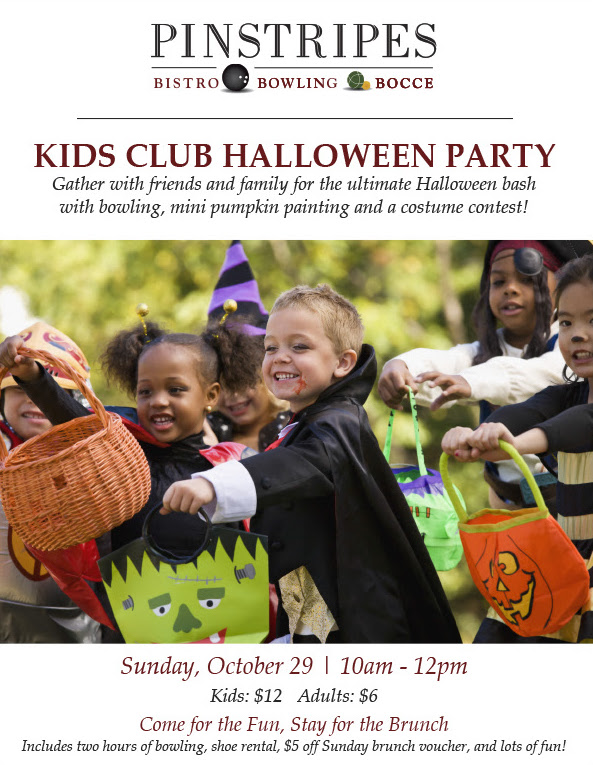 PINSTRIPES
BISTRO BOWLING BOCCE
KIDS CLUB HALLOWEEN PARTY
Gather with friends and family for the ultimate Halloween bash
with bowling, mini pumpkin painting and a costume contest!
Sunday, October 29 | 10am - 12pm
Kids: $12 Adults: $6
Come for the Fun, Stay for the Brunch
Includes two hours of bowling, shoe rental, $5 off Sunday brunch voucher, and lots of fun!